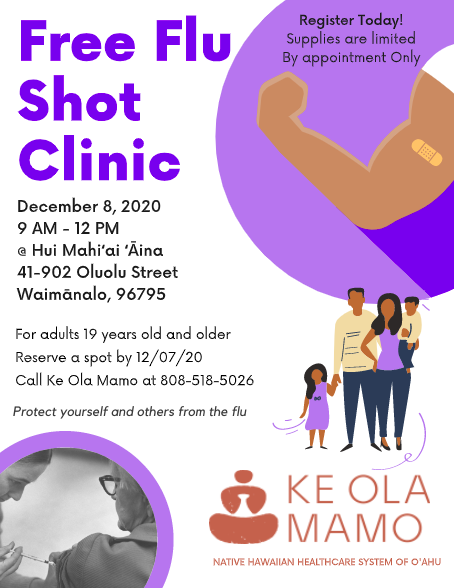 Free Flu
Shot
Clinic
Register Today!
Supplies are limited
By appointment Only
December 8, 2020
9 AM - 12 PM
@ Hui Mahiʻai ʻĀina
41-902 Oluolu Street
Waimānalo, 96795
For adults 19 years old and older
Reserve a spot by 12/07/20
Call Ke Ola Mamo at 808-518-5026
Protect yourself and others from the flu
KE OLA
MAMO
NATIVE HAWAIIAN HEALTHCARE SYSTEM OF O'AHU